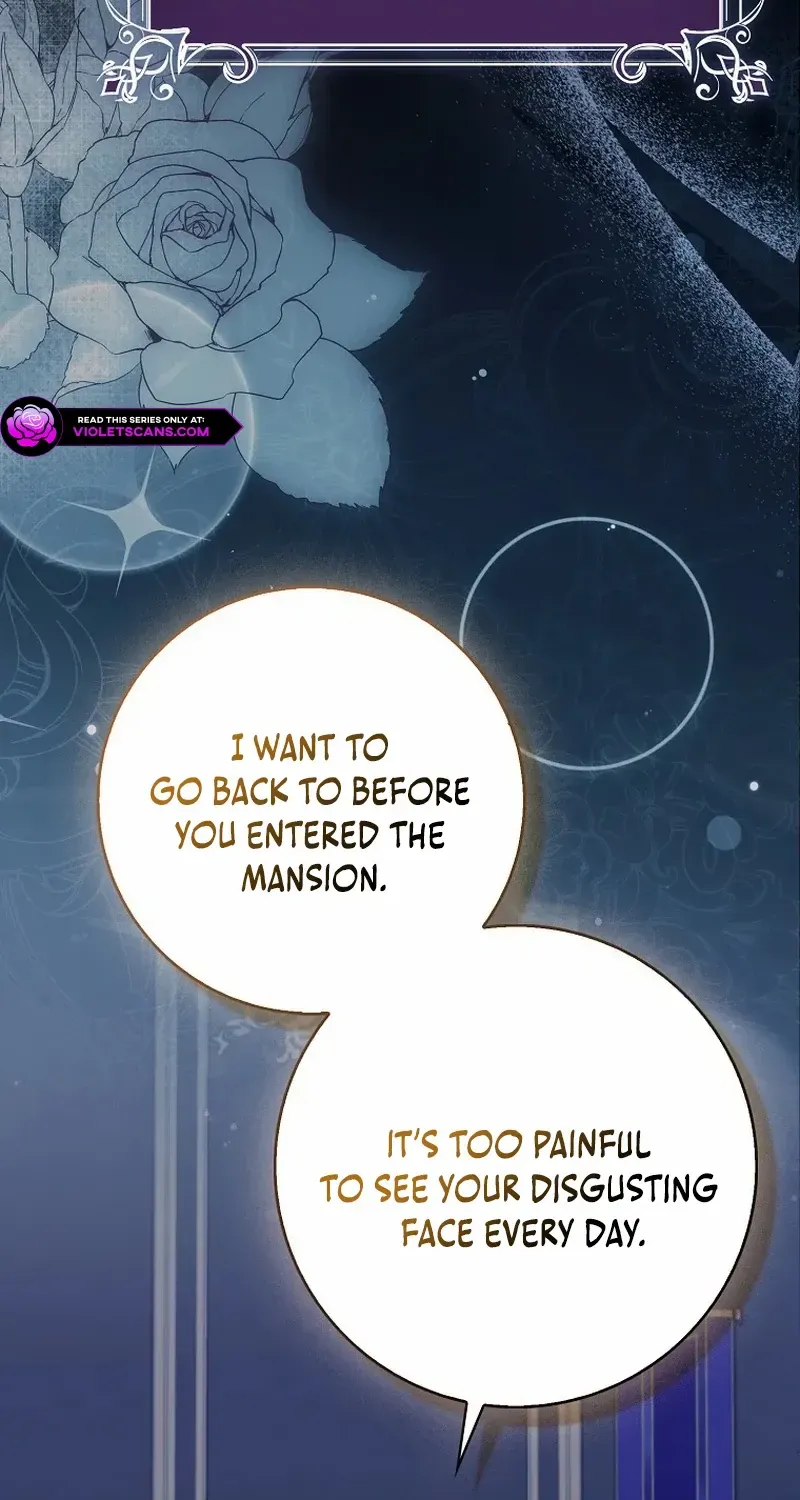 READ THIS SERIES ONLY AT:
VIOLETSCANS.COM
I WANT TO
GO BACK TO BEFORE
YOU ENTERED THE
MANSION.
IT'S TOO PAINFUL
TO SEE YOUR DISGUSTING
FACE EVERY DAY.